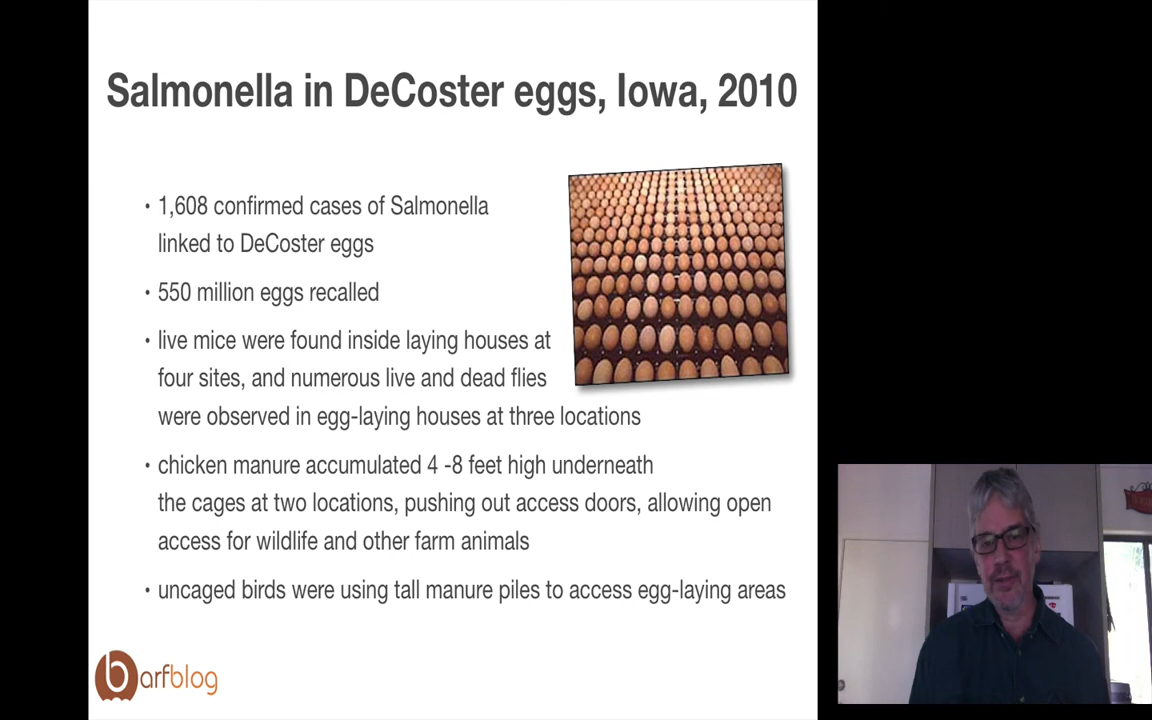 Salmonella in DeCoster eggs, Iowa, 2010
• 1,608 confirmed cases of Salmonella
linked to DeCoster eggs
• 550 million eggs recalled
• live mice were found inside laying houses at
four sites, and numerous live and dead flies
were observed in egg-laying houses at three locations
• chicken manure accumulated 4 -8 feet high underneath
the cages at two locations, pushing out access doors, allowing open
access for wildlife and other farm animals
• uncaged birds were using tall manure piles to access egg-laying areas
barfblog